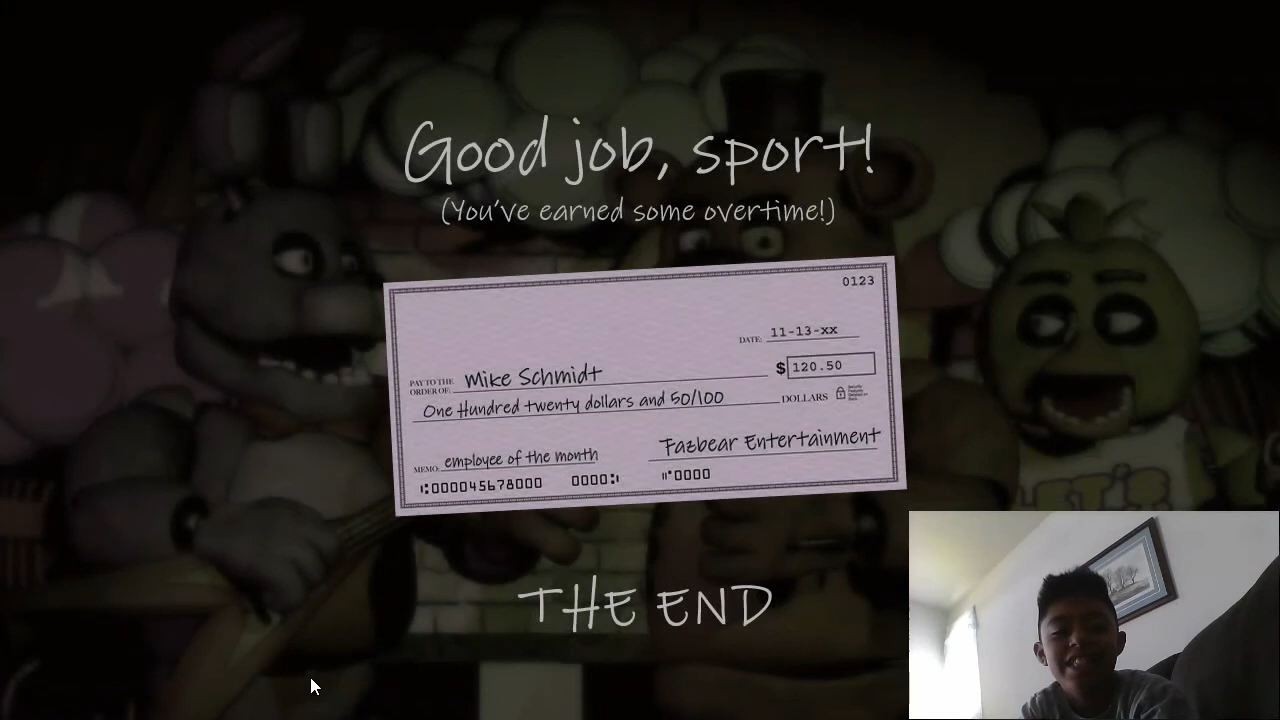 Good job, sport!
(You've earned some overtime!)
0123
DATE: 11-13-xx
PAY TO THE ORDER OF: Mike Schmidt $ 120.50
One Hundred twenty dollars and 50/100 DOLLARS
MEMO: employee of the month Fazbear Entertainment
⑆000045678000 0000⑆ ⑈0000
LET'S
THE END